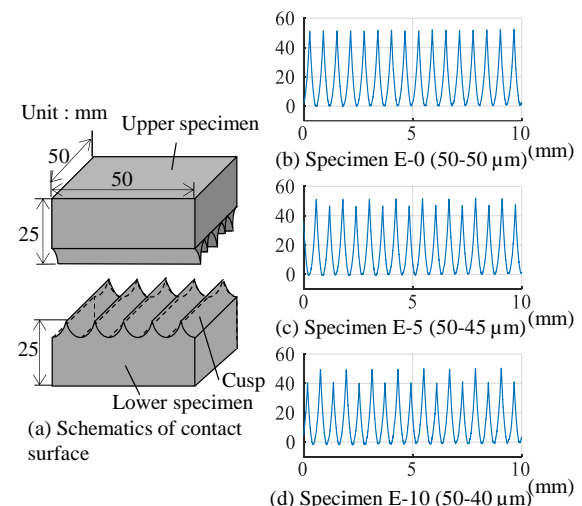 Unit : mm
Upper specimen
50
50
25
25
Cusp
Lower specimen
(a) Schematics of contact
surface
60
40
20
0
0
5
10
(mm)
(b) Specimen E-0 (50-50 µm)
60
40
20
0
0
5
10
(mm)
(c) Specimen E-5 (50-45 µm)
60
40
20
0
0
5
10
(mm)
(d) Specimen E-10 (50-40 µm)